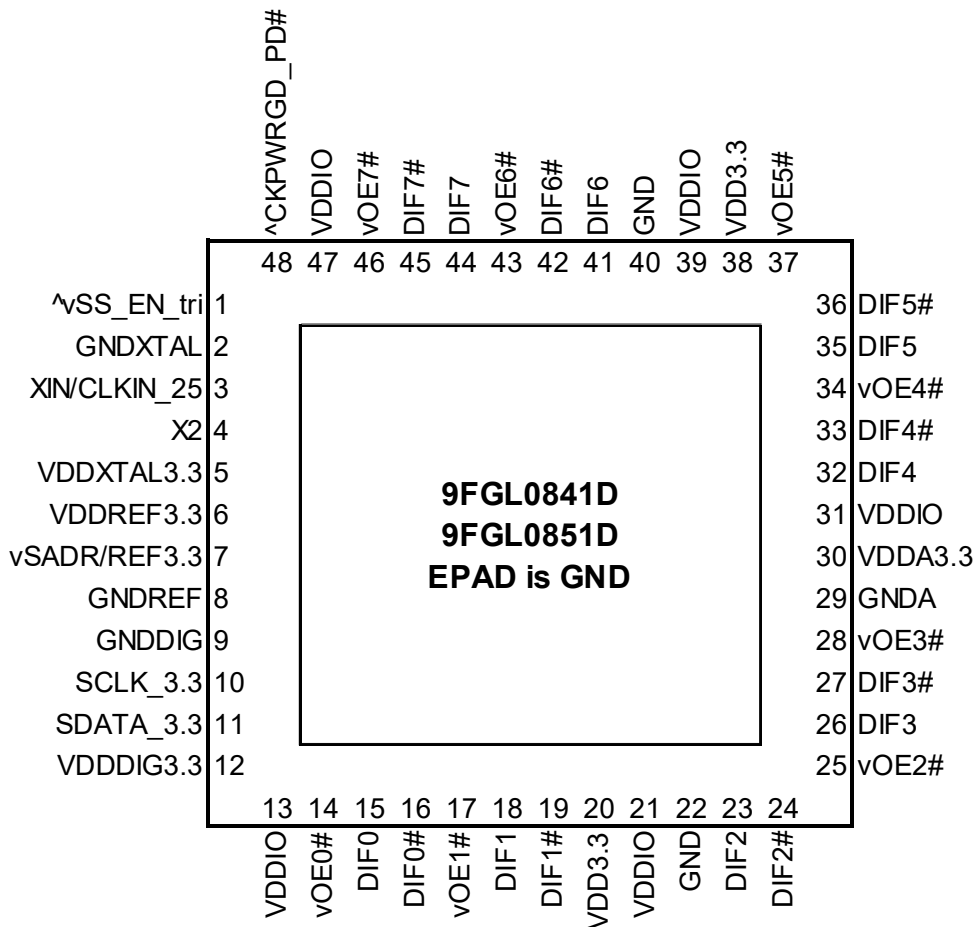 ^CKPWRGD_PD#
VDDIO
vOE7#
DIF7#
DIF7
vOE6#
DIF6#
DIF6
GND
VDDIO
VDD3.3
vOE5#
48 47 46 45 44 43 42 41 40 39 38 37
^vSS_EN_tri 1
GNDXTAL 2
XIN/CLKIN_25 3
X2 4
VDDXTAL3.3 5
VDDREF3.3 6
vSADR/REF3.3 7
GNDREF 8
GNDDIG 9
SCLK_3.3 10
SDATA_3.3 11
VDDDIG3.3 12
9FGL0841D
9FGL0851D
EPAD is GND
36 DIF5#
35 DIF5
34 vOE4#
33 DIF4#
32 DIF4
31 VDDIO
30 VDDA3.3
29 GNDA
28 vOE3#
27 DIF3#
26 DIF3
25 vOE2#
13 14 15 16 17 18 19 20 21 22 23 24
VDDIO
vOE0#
DIF0
DIF0#
vOE1#
DIF1
DIF1#
VDD3.3
VDDIO
GND
DIF2
DIF2#